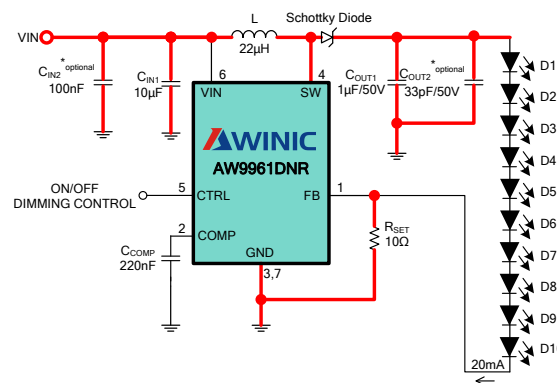 L
Schottky Diode
VIN
22µH
*optional
CIN2
100nF
CIN1
10µF
6
4
VIN
SW
COUT1
1µF/50V
COUT2
*optional
33pF/50V
AWINIC
AW9961DNR
ON/OFF
DIMMING CONTROL
5
CTRL
FB
1
2
COMP
CCOMP
220nF
GND
3,7
RSET
10Ω
D1
D2
D3
D4
D5
D6
D7
D8
D9
D10
20mA